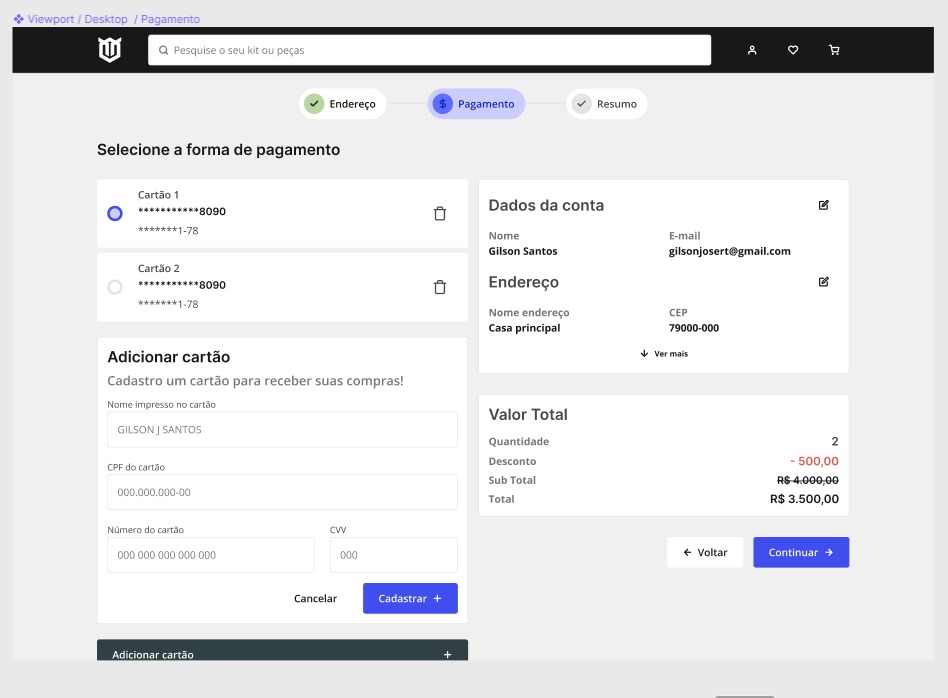 Viewport / Desktop / Pagamento
Pesquise o seu kit ou peças
Endereço
$ Pagamento
Resumo
Selecione a forma de pagamento
Cartão 1
***********8090
*******1-78
Cartão 2
***********8090
*******1-78
Adicionar cartão
Cadastro um cartão para receber suas compras!
Nome impresso no cartão
GILSON J SANTOS
CPF do cartão
000.000.000-00
Número do cartão
CVV
000 000 000 000 000
000
Cancelar
Cadastrar +
Adicionar cartão +
Dados da conta
Nome
E-mail
Gilson Santos
gilsonjosert@gmail.com
Endereço
Nome endereço
CEP
Casa principal
79000-000
↓ Ver mais
Valor Total
Quantidade 2
Desconto - 500,00
Sub Total R$ 4.000,00
Total R$ 3.500,00
← Voltar
Continuar →